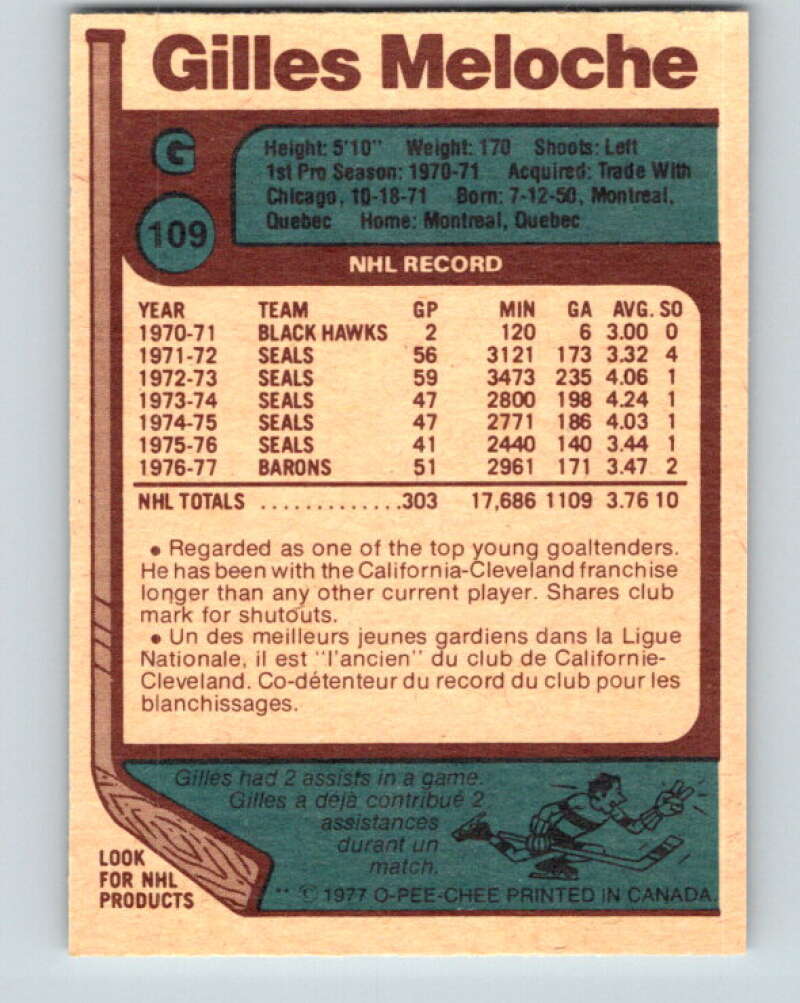 Gilles Meloche
G
109
Height: 5'10" Weight: 170 Shoots: Left
1st Pro Season: 1970-71 Acquired: Trade With
Chicago, 10-18-71 Born: 7-12-50, Montreal,
Quebec Home: Montreal, Quebec
NHL RECORD
YEAR TEAM GP MIN GA AVG. SO
1970-71 BLACK HAWKS 2 120 6 3.00 0
1971-72 SEALS 56 3121 173 3.32 4
1972-73 SEALS 59 3473 235 4.06 1
1973-74 SEALS 47 2800 198 4.24 1
1974-75 SEALS 47 2771 186 4.03 1
1975-76 SEALS 41 2440 140 3.44 1
1976-77 BARONS 51 2961 171 3.47 2
NHL TOTALS .............303 17,686 1109 3.76 10
• Regarded as one of the top young goaltenders.
He has been with the California-Cleveland franchise
longer than any other current player. Shares club
mark for shutouts.
• Un des meilleurs jeunes gardiens dans la Ligue
Nationale, il est "l'ancien" du club de Californie-
Cleveland. Co-détenteur du record du club pour les
blanchissages.
Gilles had 2 assists in a game.
Gilles a déjà contribué 2
assistances
durant un
match.
LOOK
FOR NHL
PRODUCTS
** © 1977 O-PEE-CHEE PRINTED IN CANADA